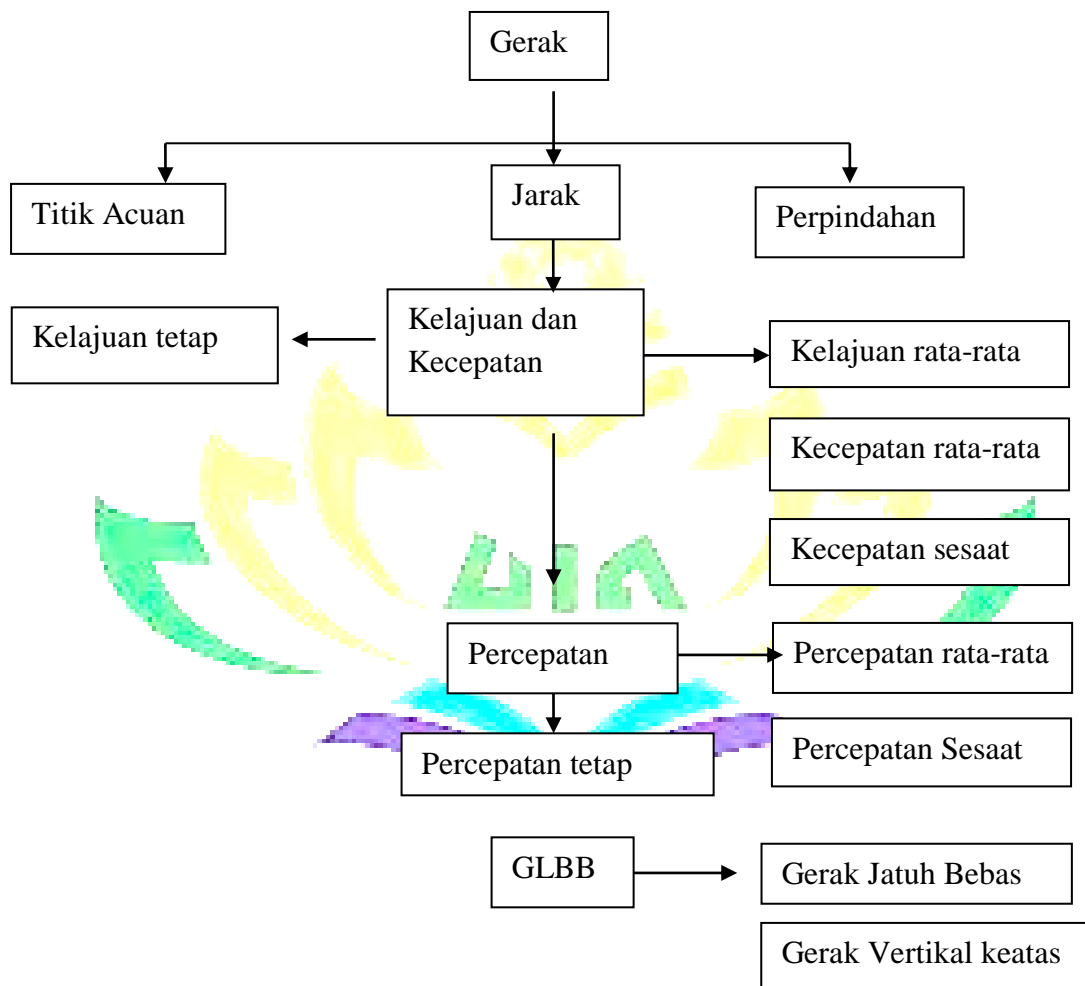 Gerak
Titik Acuan
Jarak
Perpindahan
Kelajuan tetap
Kelajuan dan
Kecepatan
Kelajuan rata-rata
Kecepatan rata-rata
Kecepatan sesaat
Percepatan
Percepatan rata-rata
Percepatan tetap
Percepatan Sesaat
GLBB
Gerak Jatuh Bebas
Gerak Vertikal keatas